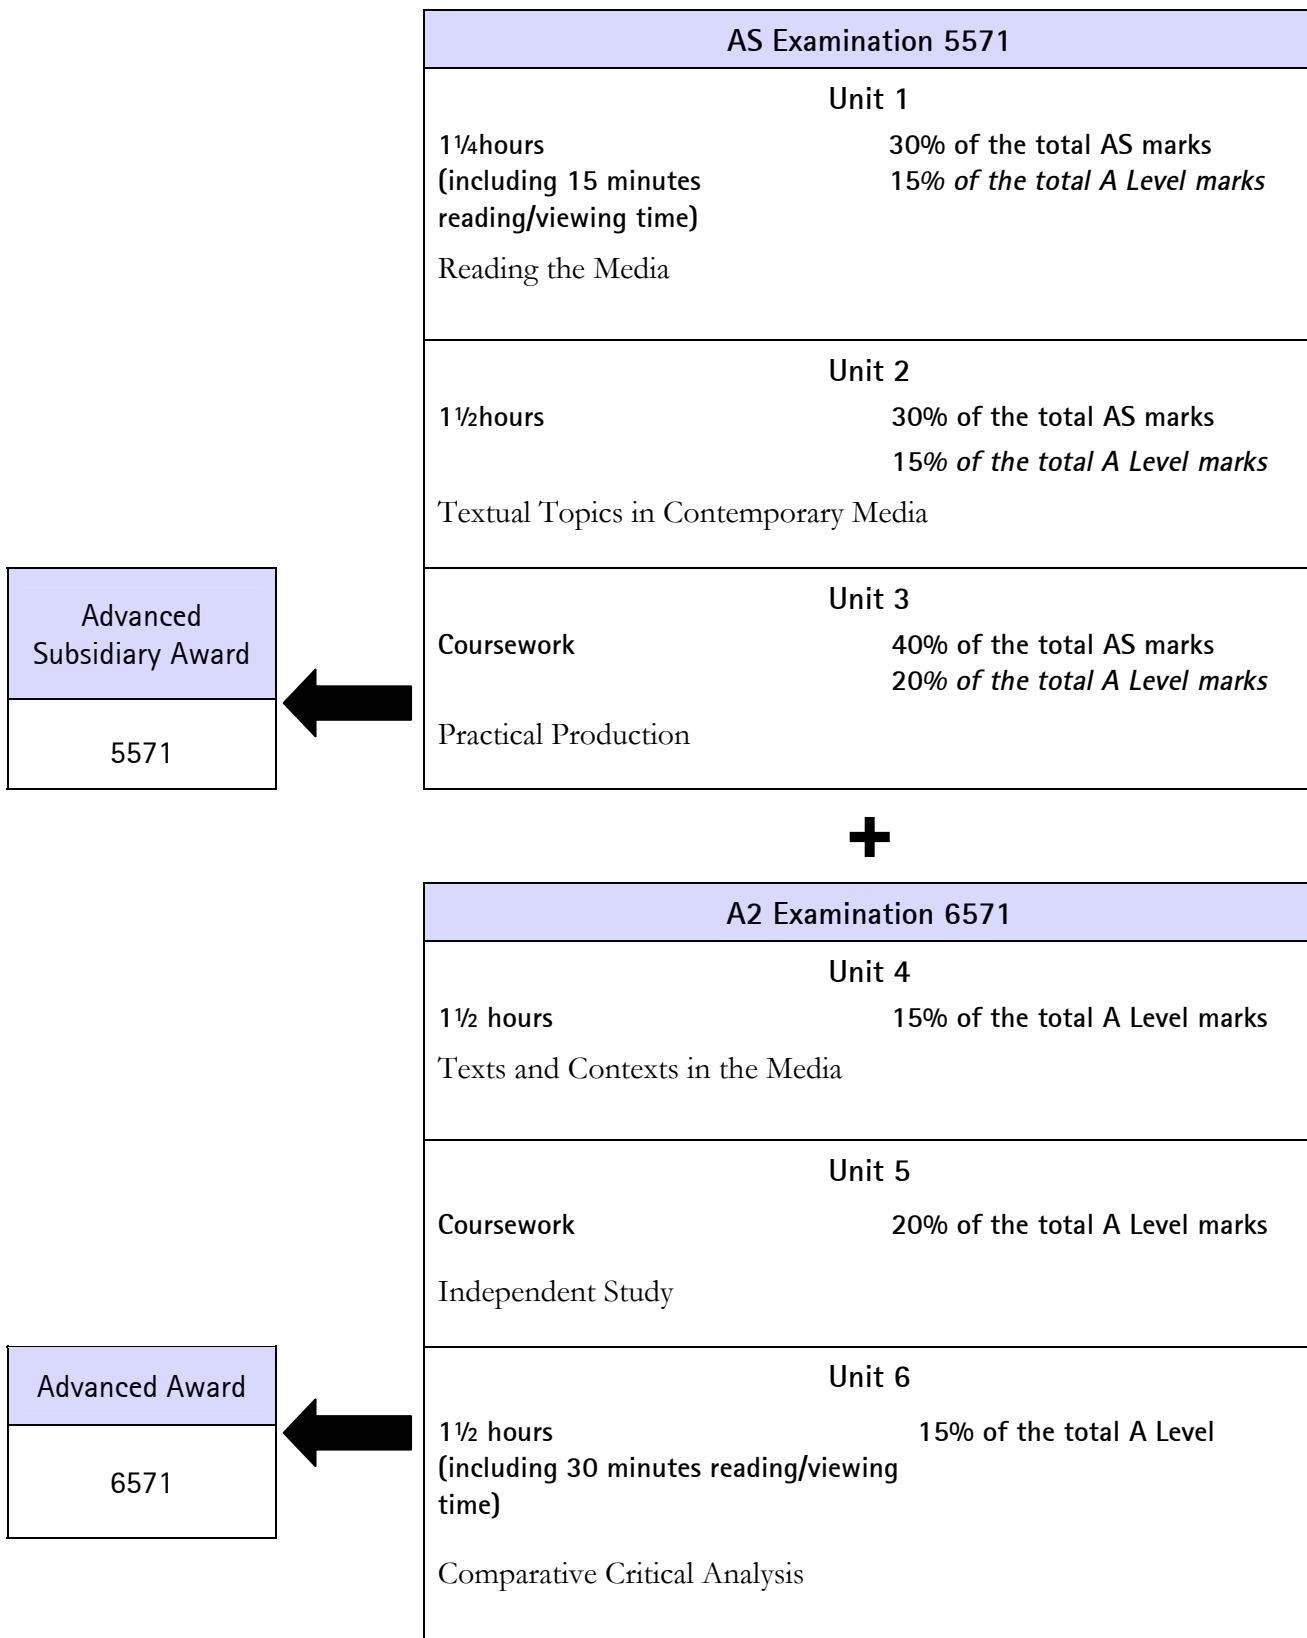 AS Examination 5571
Unit 1
1¼hours 30% of the total AS marks
(including 15 minutes 15% of the total A Level marks
reading/viewing time)
Reading the Media
Unit 2
1½hours 30% of the total AS marks
15% of the total A Level marks
Textual Topics in Contemporary Media
Advanced
Subsidiary Award
5571
Unit 3
Coursework 40% of the total AS marks
20% of the total A Level marks
Practical Production
+
A2 Examination 6571
Unit 4
1½ hours 15% of the total A Level marks
Texts and Contexts in the Media
Unit 5
Coursework 20% of the total A Level marks
Independent Study
Advanced Award
6571
Unit 6
1½ hours 15% of the total A Level
(including 30 minutes reading/viewing
time)
Comparative Critical Analysis